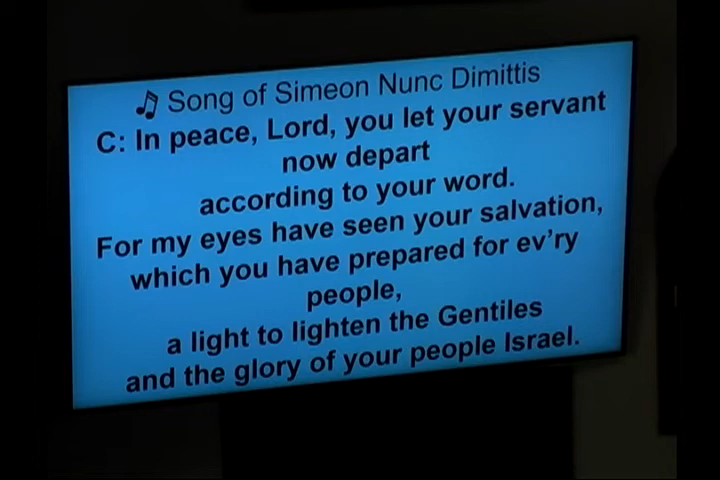 ♫ Song of Simeon Nunc Dimittis
C: In peace, Lord, you let your servant
now depart
according to your word.
For my eyes have seen your salvation,
which you have prepared for ev’ry
people,
a light to lighten the Gentiles
and the glory of your people Israel.